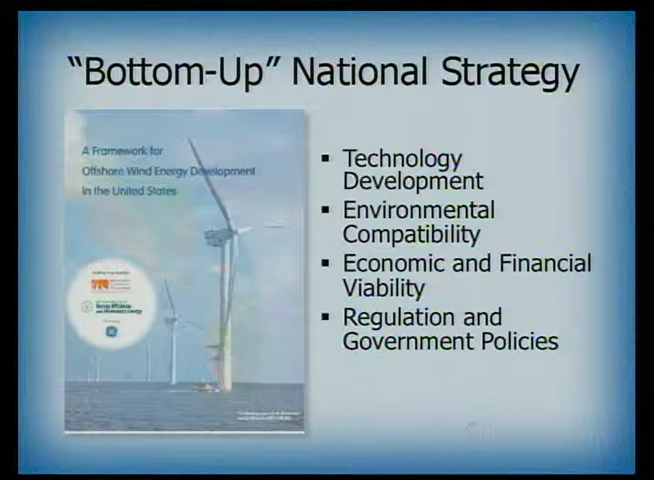 “Bottom-Up” National Strategy
A Framework for
Offshore Wind Energy Development
in the United States
▪ Technology
Development
▪ Environmental
Compatibility
▪ Economic and Financial
Viability
▪ Regulation and
Government Policies